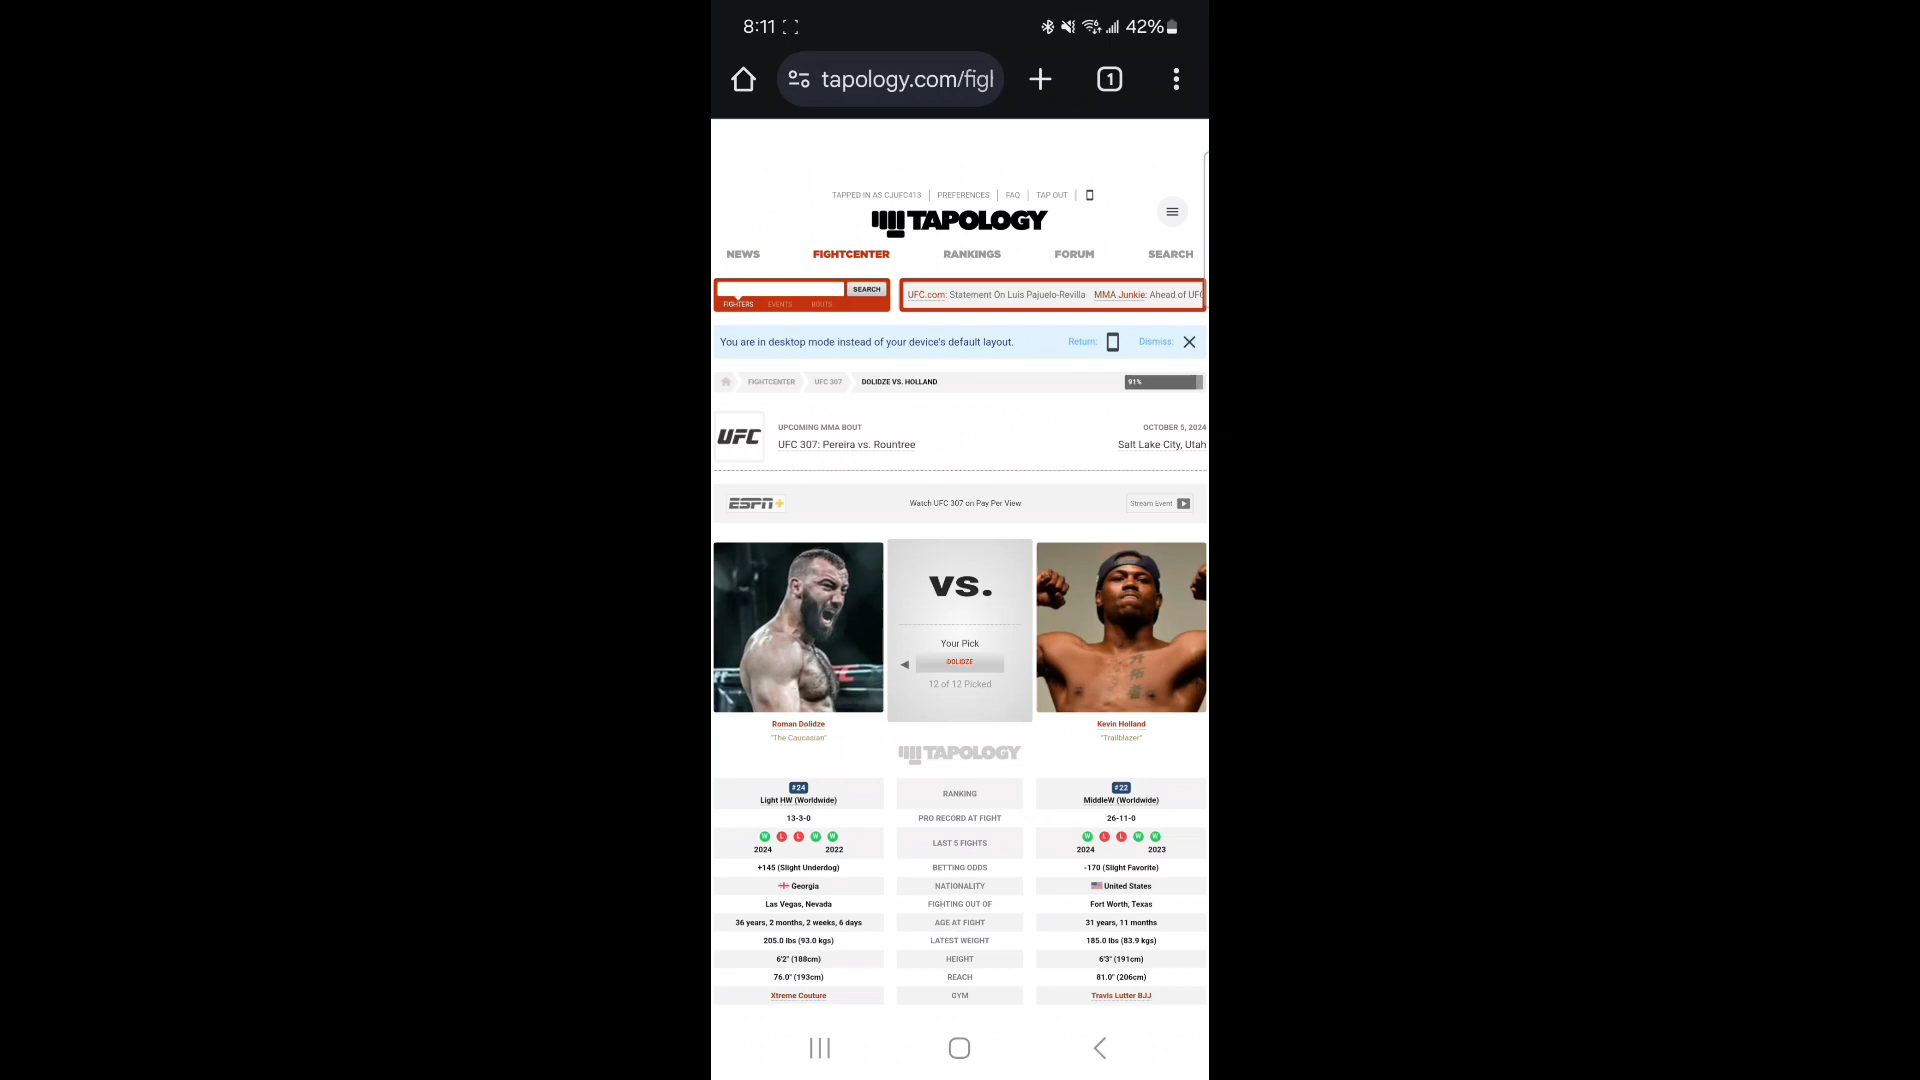 8:11
42%
tapology.com/figl
1
TAPPED IN AS CJUFC413 PREFERENCES FAQ TAP OUT
TAPOLOGY
NEWS FIGHTCENTER RANKINGS FORUM SEARCH
SEARCH
FIGHTERS EVENTS BOUTS
UFC.com: Statement On Luis Pajuelo-Revilla MMA Junkie: Ahead of UFC
You are in desktop mode instead of your device's default layout. Return: Dismiss:
FIGHTCENTER UFC 307 DOLIDZE VS. HOLLAND 91%
UFC
UPCOMING MMA BOUT OCTOBER 5, 2024
UFC 307: Pereira vs. Rountree Salt Lake City, Utah
ESPN+ Watch UFC 307 on Pay Per View Stream Event
VS.
Your Pick
DOLIDZE
12 of 12 Picked
开拓者
Roman Dolidze Kevin Holland
"The Caucasian" "Trailblazer"
TAPOLOGY
#24 RANKING #22
Light HW (Worldwide) MiddleW (Worldwide)
13-3-0 PRO RECORD AT FIGHT 26-11-0
W L L W W LAST 5 FIGHTS W L L W W
2024 2022 2024 2023
+145 (Slight Underdog) BETTING ODDS -170 (Slight Favorite)
Georgia NATIONALITY United States
Las Vegas, Nevada FIGHTING OUT OF Fort Worth, Texas
36 years, 2 months, 2 weeks, 6 days AGE AT FIGHT 31 years, 11 months
205.0 lbs (93.0 kgs) LATEST WEIGHT 185.0 lbs (83.9 kgs)
6'2" (188cm) HEIGHT 6'3" (191cm)
76.0" (193cm) REACH 81.0" (206cm)
Xtreme Couture GYM Travis Lutter BJJ